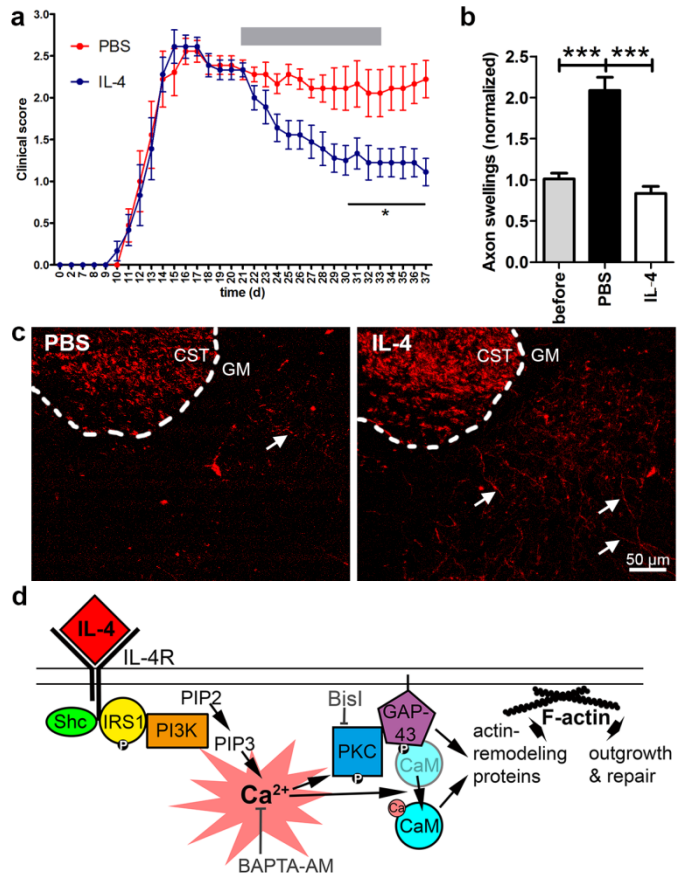 a
Clinical score
3.0
2.5
2.0
1.5
1.0
0.5
0.0
PBS
IL-4
*
0 2 7 8 9 10 11 12 13 14 15 16 17 18 19 20 21 22 23 24 25 26 27 28 29 30 31 32 33 34 35 36 37
time (d)
b
Axon swellings (normalized)
2.5
2.0
1.5
1.0
0.5
0.0
*** ***
before
PBS
IL-4
c
PBS
CST
GM
IL-4
CST
GM
50 µm
d
IL-4
IL-4R
Shc
IRS1
P
PI3K
PIP2
PIP3
Ca2+
BAPTA-AM
BisI
PKC
P
GAP-
43
P
CaM
Ca
CaM
actin-
remodeling
proteins
F-actin
outgrowth
& repair